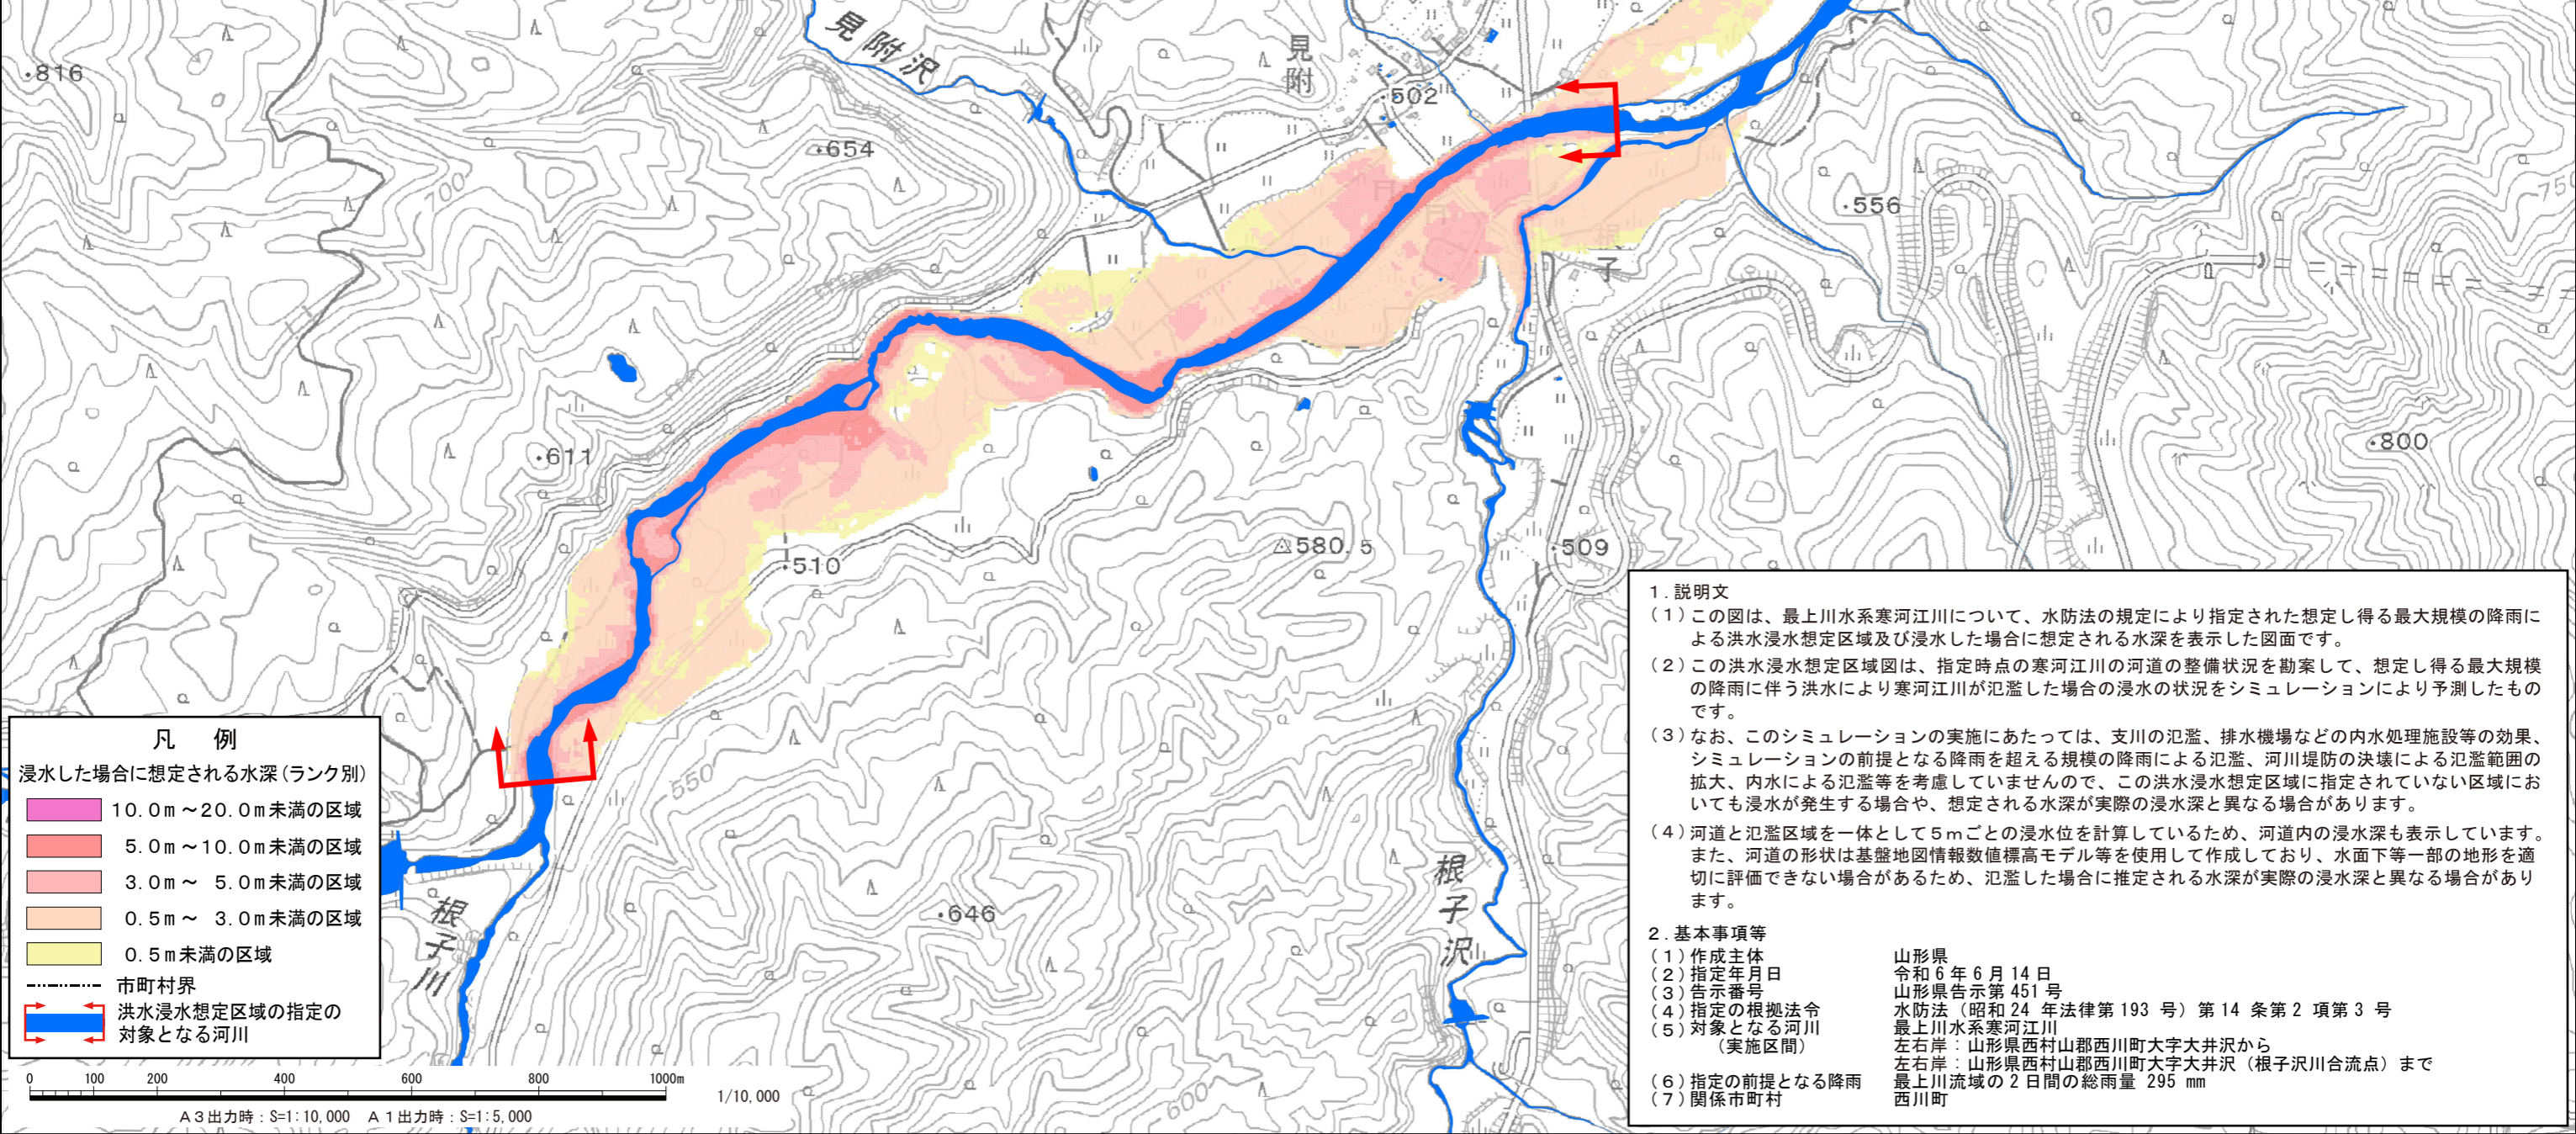 見附沢
見附
・816
・654
700
・502
・556
750
根子
・611
・510
△580.5
・509
・800
550
・646
600
根子沢
根子川
凡 例
浸水した場合に想定される水深(ランク別)
10.0m~20.0m未満の区域
5.0m~10.0m未満の区域
3.0m~ 5.0m未満の区域
0.5m~ 3.0m未満の区域
0.5m未満の区域
市町村界
洪水浸水想定区域の指定の
対象となる河川
0 100 200 400 600 800 1000m
1/10,000
A3出力時:S=1:10,000 A1出力時:S=1:5,000
1.説明文
(1)この図は、最上川水系寒河江川について、水防法の規定により指定された想定し得る最大規模の降雨に
よる洪水浸水想定区域及び浸水した場合に想定される水深を表示した図面です。
(2)この洪水浸水想定区域図は、指定時点の寒河江川の河道の整備状況を勘案して、想定し得る最大規模
の降雨に伴う洪水により寒河江川が氾濫した場合の浸水の状況をシミュレーションにより予測したもの
です。
(3)なお、このシミュレーションの実施にあたっては、支川の氾濫、排水機場などの内水処理施設等の効果、
シミュレーションの前提となる降雨を超える規模の降雨による氾濫、河川堤防の決壊による氾濫範囲の
拡大、内水による氾濫等を考慮していませんので、この洪水浸水想定区域に指定されていない区域にお
いても浸水が発生する場合や、想定される水深が実際の浸水深と異なる場合があります。
(4)河道と氾濫区域を一体として5mごとの浸水位を計算しているため、河道内の浸水深も表示しています。
また、河道の形状は基盤地図情報数値標高モデル等を使用して作成しており、水面下等一部の地形を適
切に評価できない場合があるため、氾濫した場合に推定される水深が実際の浸水深と異なる場合があり
ます。
2.基本事項等
(1)作成主体 山形県
(2)指定年月日 令和6年6月14日
(3)告示番号 山形県告示第451号
(4)指定の根拠法令 水防法(昭和24 年法律第193 号)第14 条第2 項第3 号
(5)対象となる河川 最上川水系寒河江川
(実施区間) 左右岸:山形県西村山郡西川町大字大井沢から
左右岸:山形県西村山郡西川町大字大井沢(根子沢川合流点)まで
(6)指定の前提となる降雨 最上川流域の2日間の総雨量 295 mm
(7)関係市町村 西川町